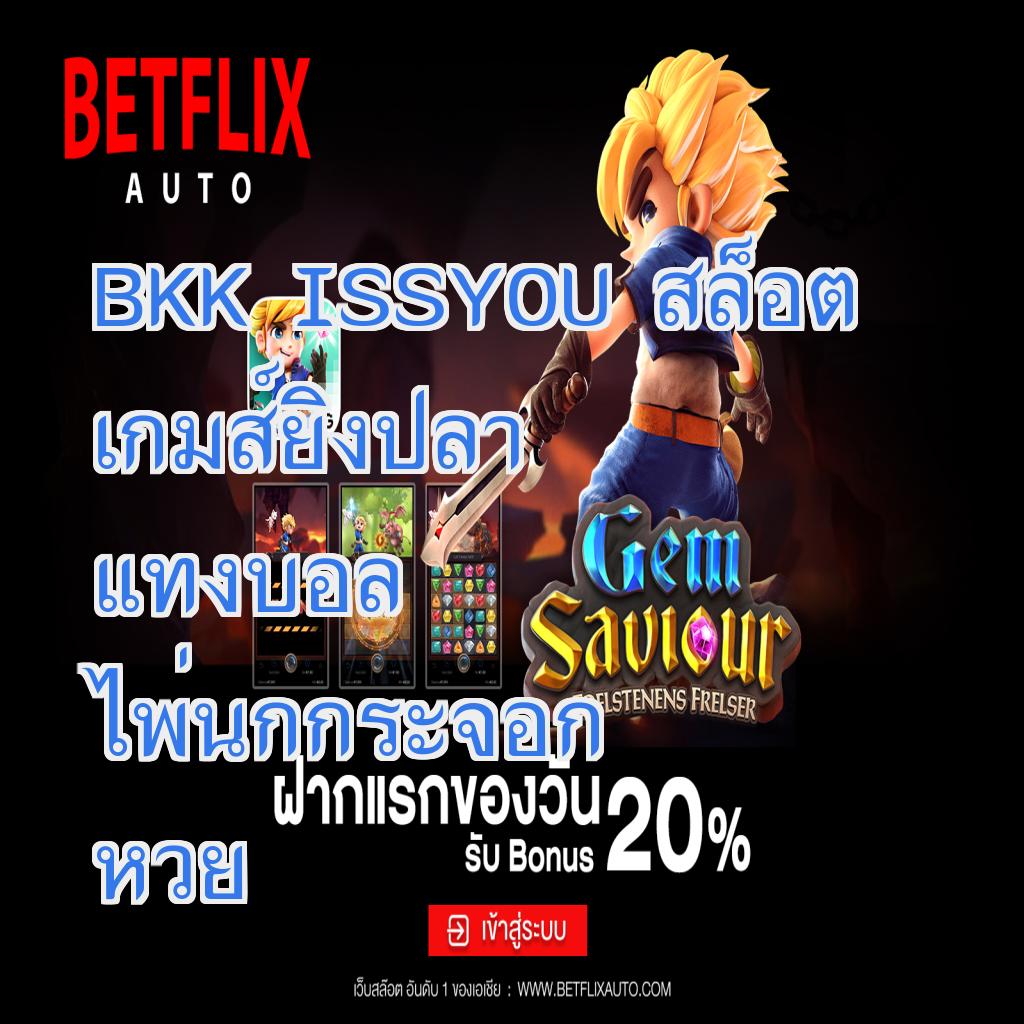 BETFLIX
AUTO
BKK ISSYOU สล็อต
เกมส์ยิงปลา
แทงบอล
ไพ่นกกระจอก
หวย
Gem
Saviour
EDELSTENENS FRELSER
ฝากแรกของวัน 20%
รับ Bonus
เข้าสู่ระบบ
เว็บสล๊อต อันดับ 1 ของเอเชีย : WWW.BETFLIXAUTO.COM